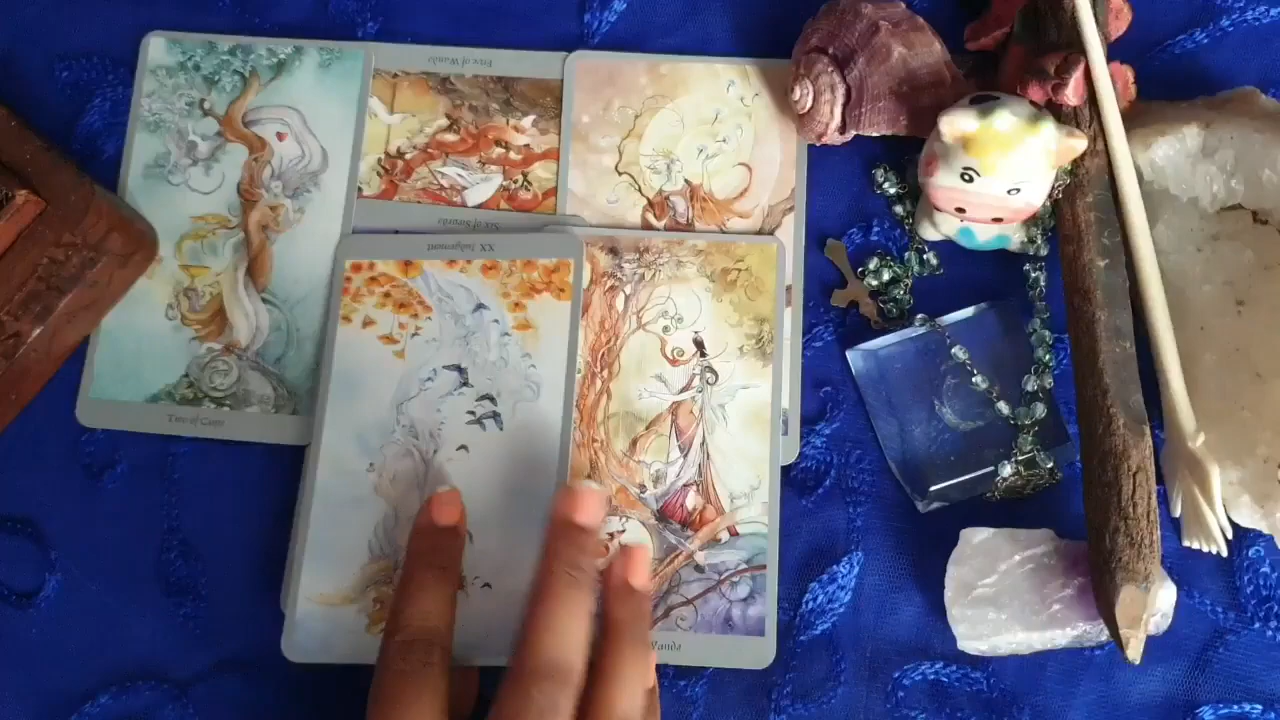 Five of Wands
Six of Swords
XX Judgement
Two of Cups
Wands